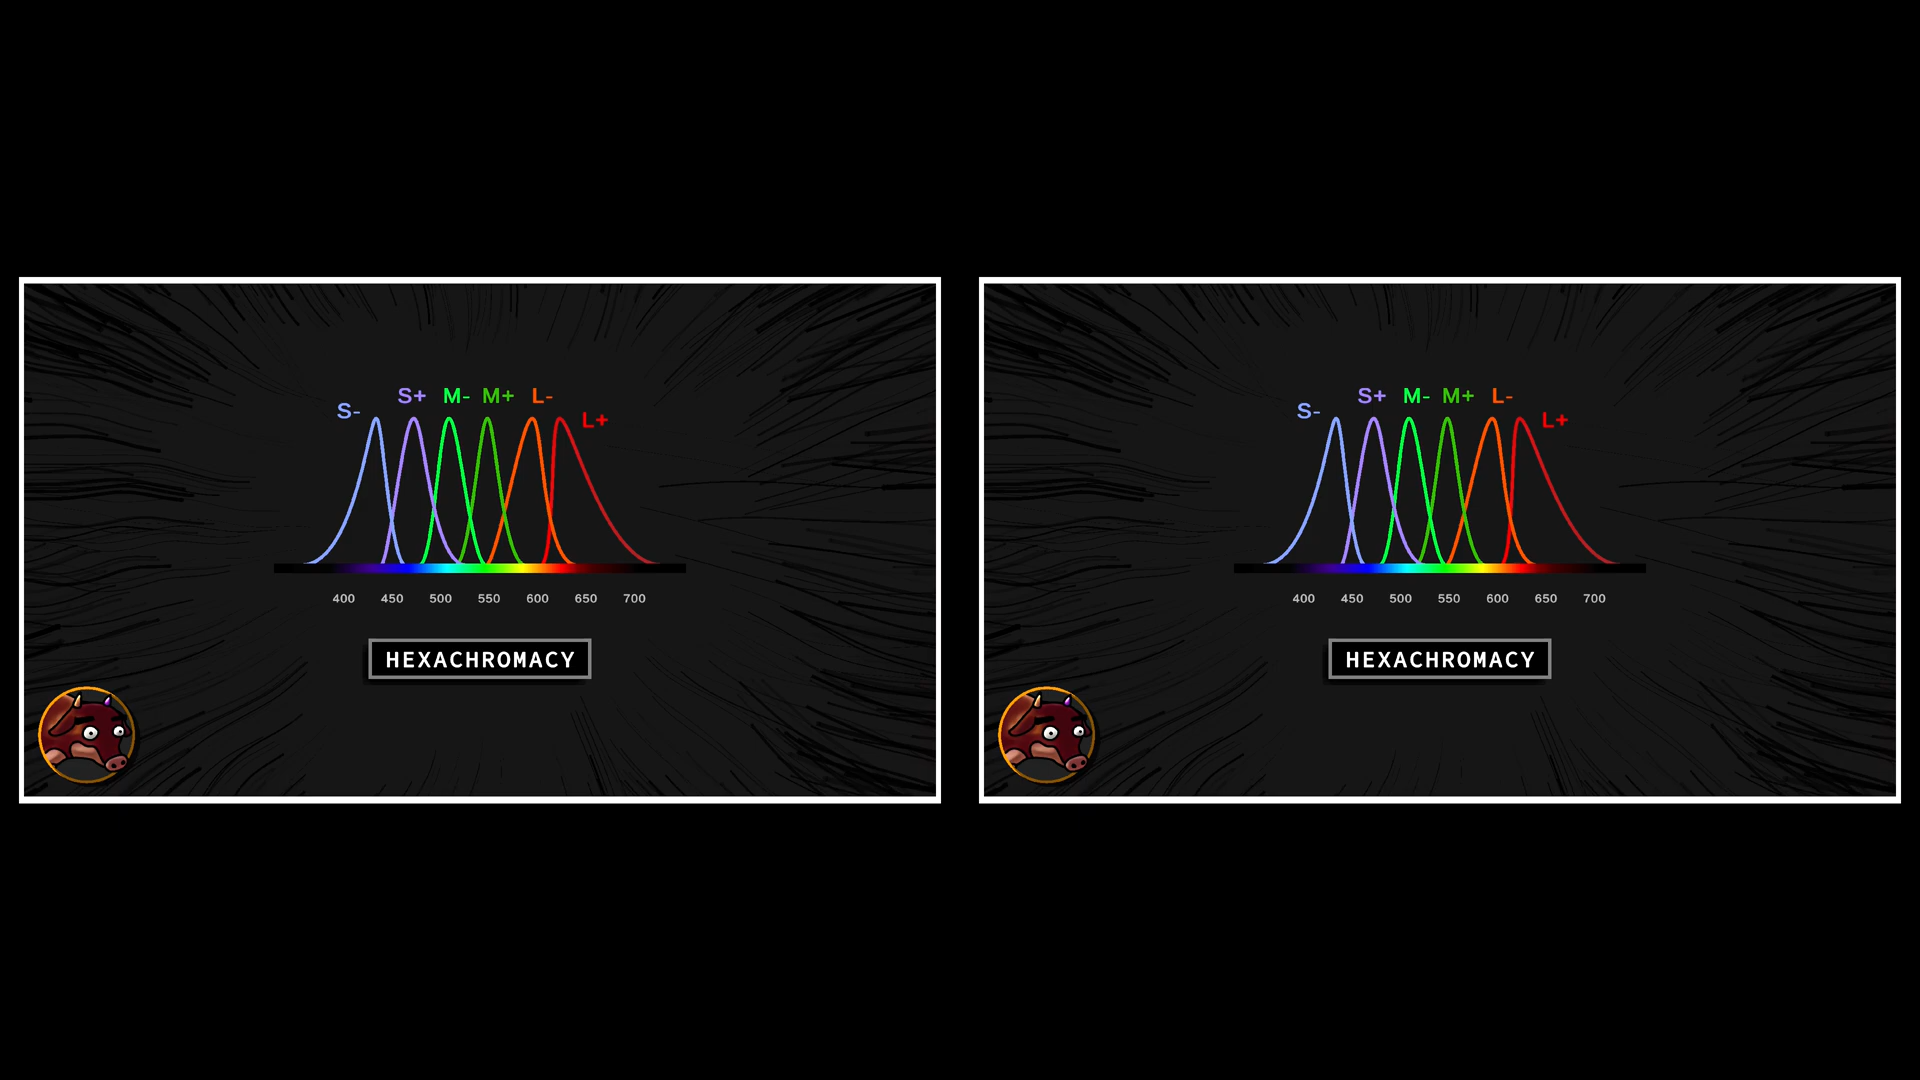 S- S+ M- M+ L- L+
400 450 500 550 600 650 700
HEXACHROMACY
S- S+ M- M+ L- L+
400 450 500 550 600 650 700
HEXACHROMACY